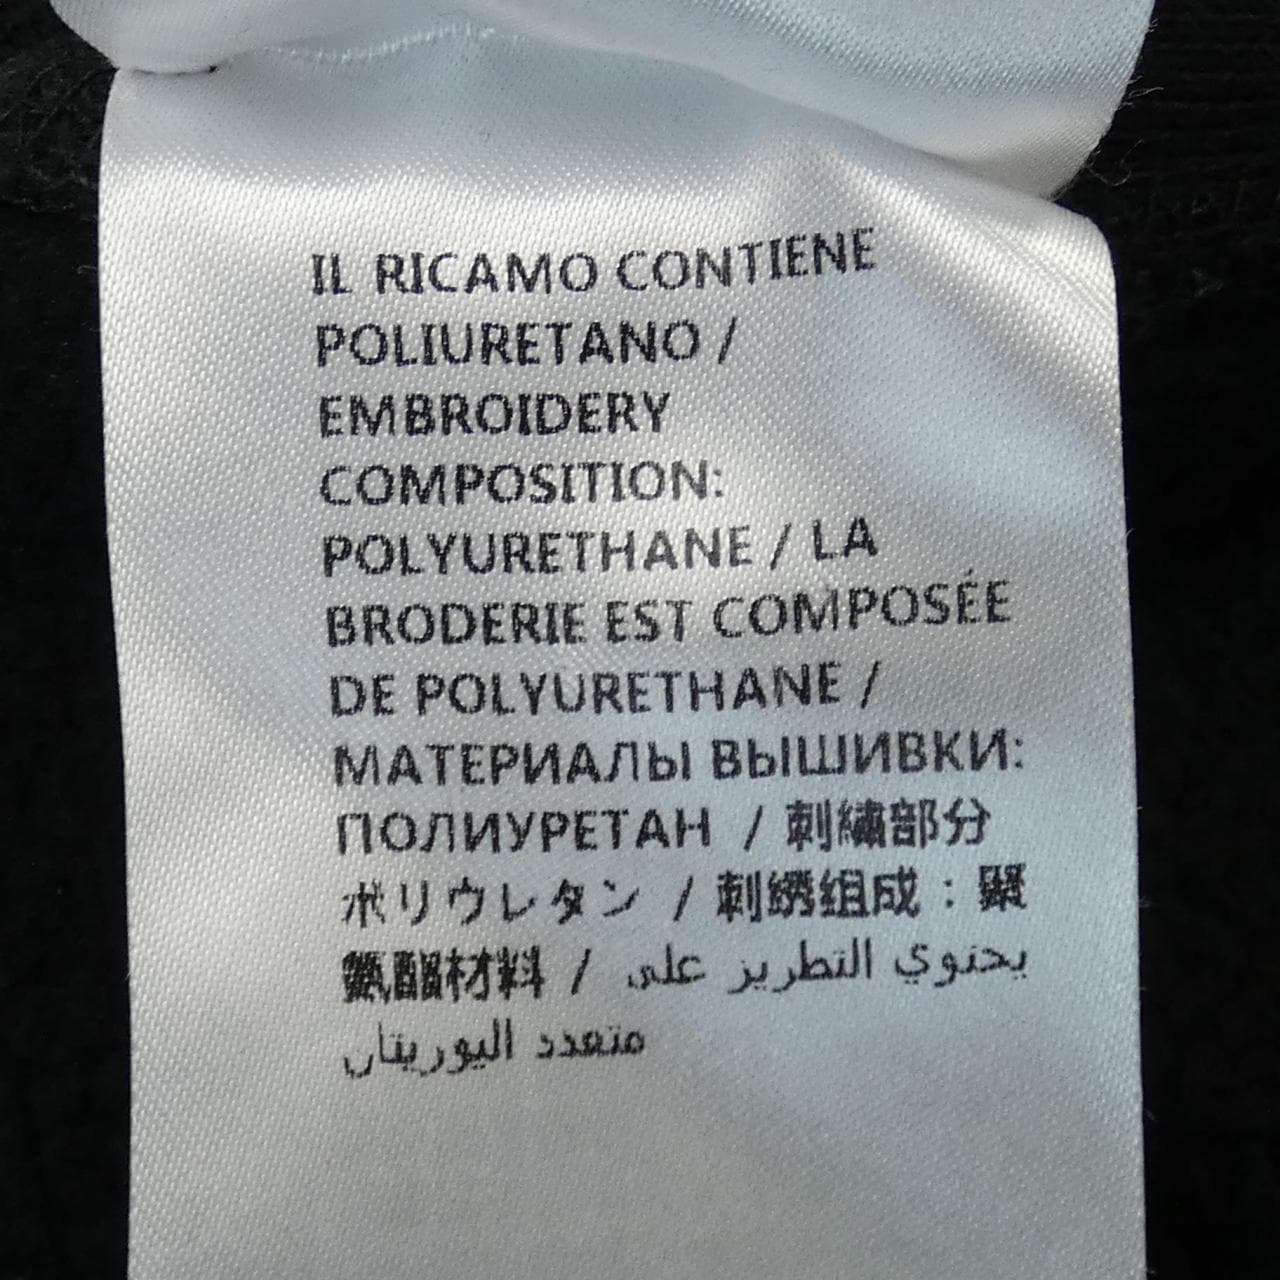 IL RICAMO CONTIENE
POLIURETANO /
EMBROIDERY
COMPOSITION:
POLYURETHANE / LA
BRODERIE EST COMPOSÉE
DE POLYURETHANE /
МАТЕРИАЛЫ ВЫШИВКИ:
ПОЛИУРЕТАН / 刺繍部分
ポリウレタン / 刺绣组成：聚
氨酯材料 / يحتوي التطريز على
متعدد اليوريتان